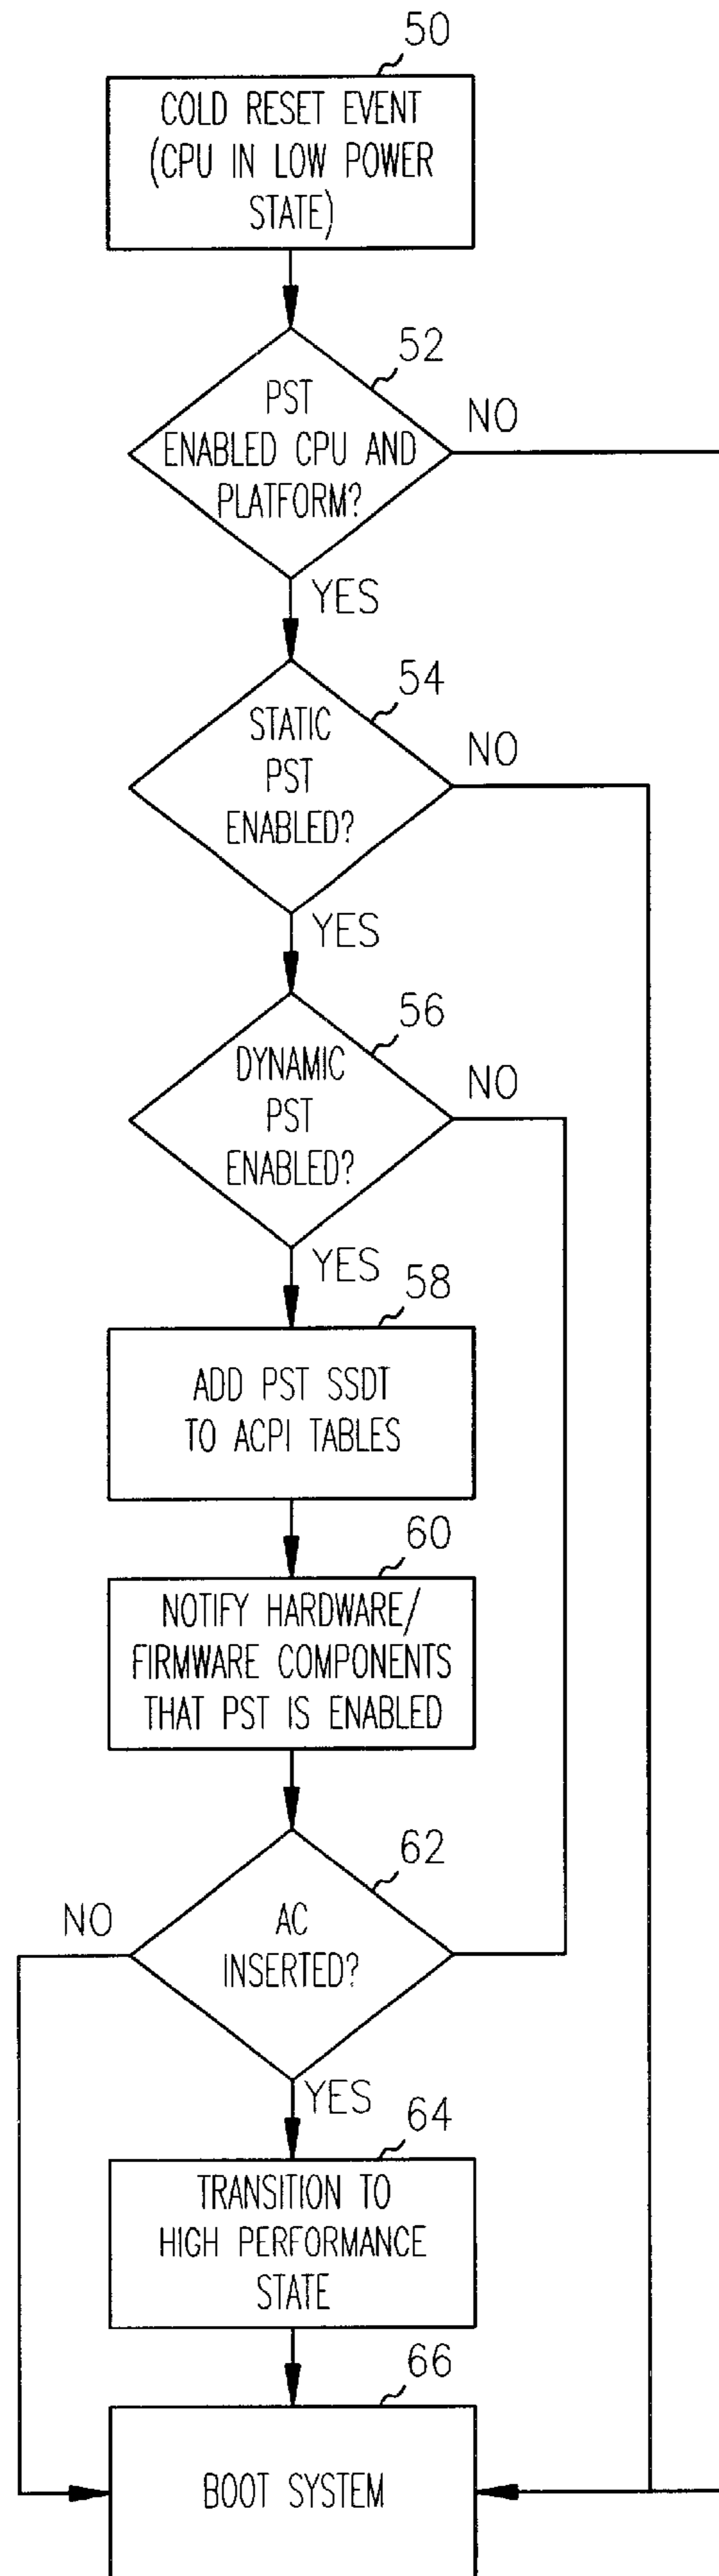 50
COLD RESET EVENT
(CPU IN LOW POWER
STATE)
52
PST
ENABLED CPU AND
PLATFORM?
NO
YES
54
STATIC
PST
ENABLED?
NO
YES
56
DYNAMIC
PST
ENABLED?
NO
YES
58
ADD PST SSDT
TO ACPI TABLES
60
NOTIFY HARDWARE/
FIRMWARE COMPONENTS
THAT PST IS ENABLED
62
NO
AC
INSERTED?
YES
64
TRANSITION TO
HIGH PERFORMANCE
STATE
66
BOOT SYSTEM